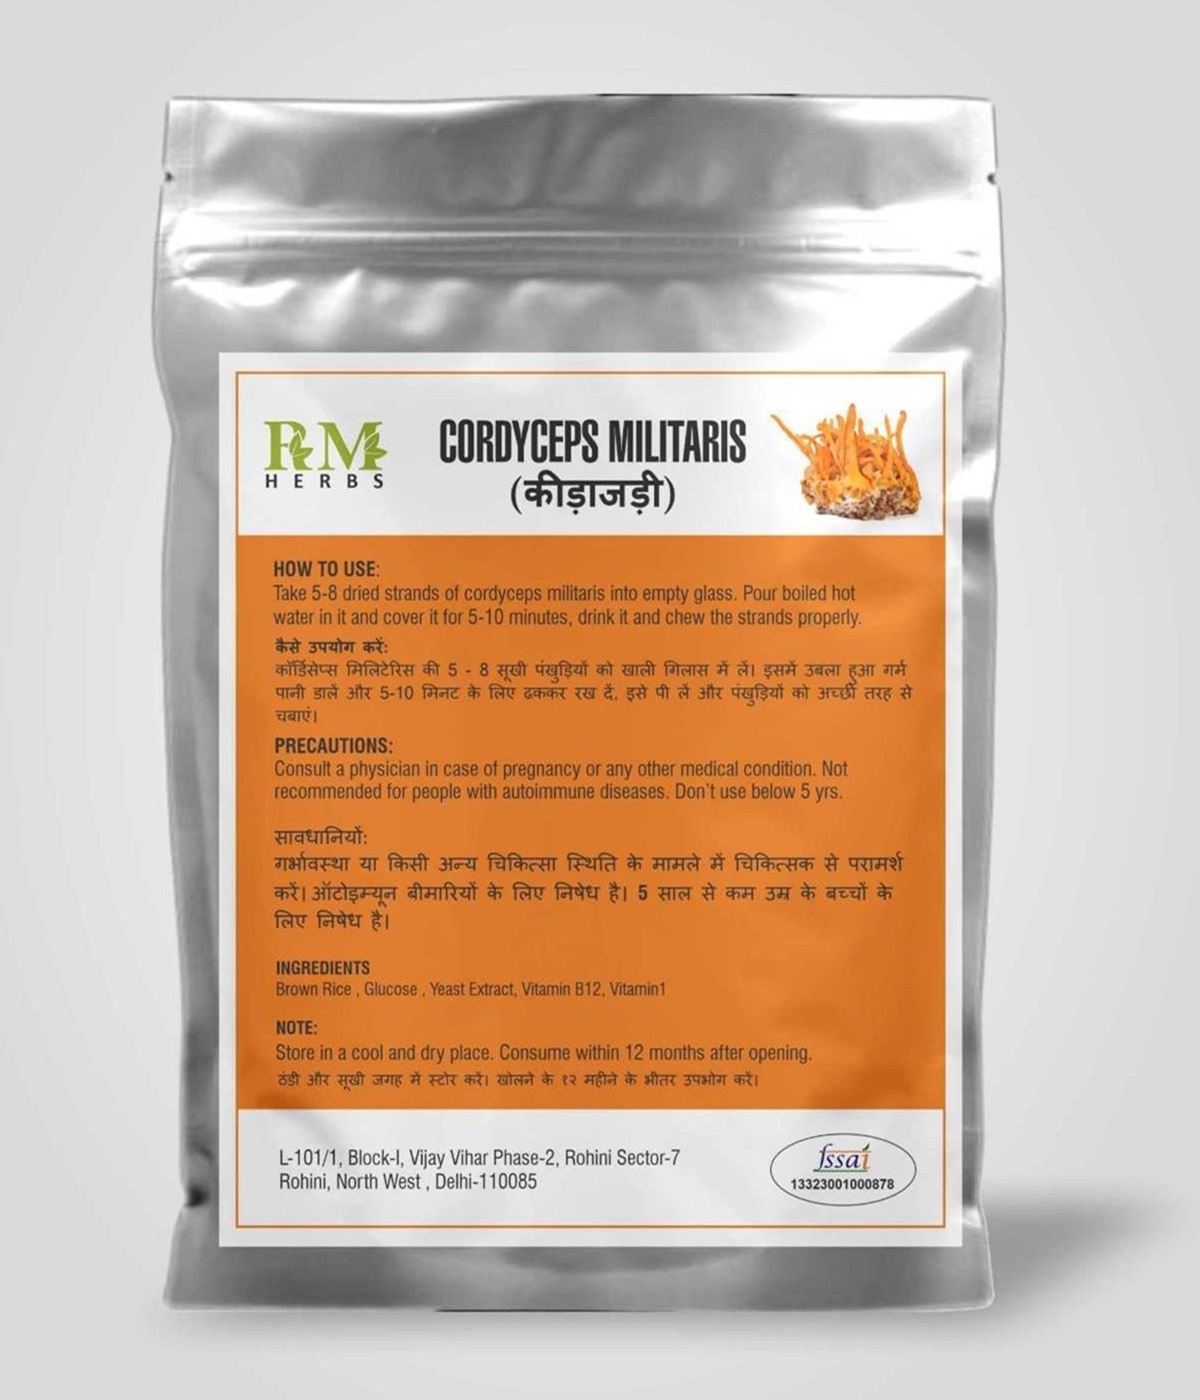 RM
HERBS
CORDYCEPS MILITARIS
(कीड़ाजड़ी)
HOW TO USE:
Take 5-8 dried strands of cordyceps militaris into empty glass. Pour boiled hot
water in it and cover it for 5-10 minutes, drink it and chew the strands properly.
कैसे उपयोग करें:
कॉर्डिसेप्स मिलिटेरिस की 5 - 8 सूखी पंखुड़ियों को खाली गिलास में लें। इसमें उबला हुआ गर्म
पानी डालें और 5-10 मिनट के लिए ढककर रख दें, इसे पी लें और पंखुड़ियों को अच्छी तरह से
चबाएं।
PRECAUTIONS:
Consult a physician in case of pregnancy or any other medical condition. Not
recommended for people with autoimmune diseases. Don't use below 5 yrs.
सावधानियों:
गर्भावस्था या किसी अन्य चिकित्सा स्थिति के मामले में चिकित्सक से परामर्श
करें। ऑटोइम्यून बीमारियों के लिए निषेध है। 5 साल से कम उम्र के बच्चों के
लिए निषेध है।
INGREDIENTS
Brown Rice , Glucose , Yeast Extract, Vitamin B12, Vitamin1
NOTE:
Store in a cool and dry place. Consume within 12 months after opening.
ठंडी और सूखी जगह में स्टोर करें। खोलने के १२ महीने के भीतर उपभोग करें।
L-101/1, Block-I, Vijay Vihar Phase-2, Rohini Sector-7
Rohini, North West , Delhi-110085
fssai
13323001000878